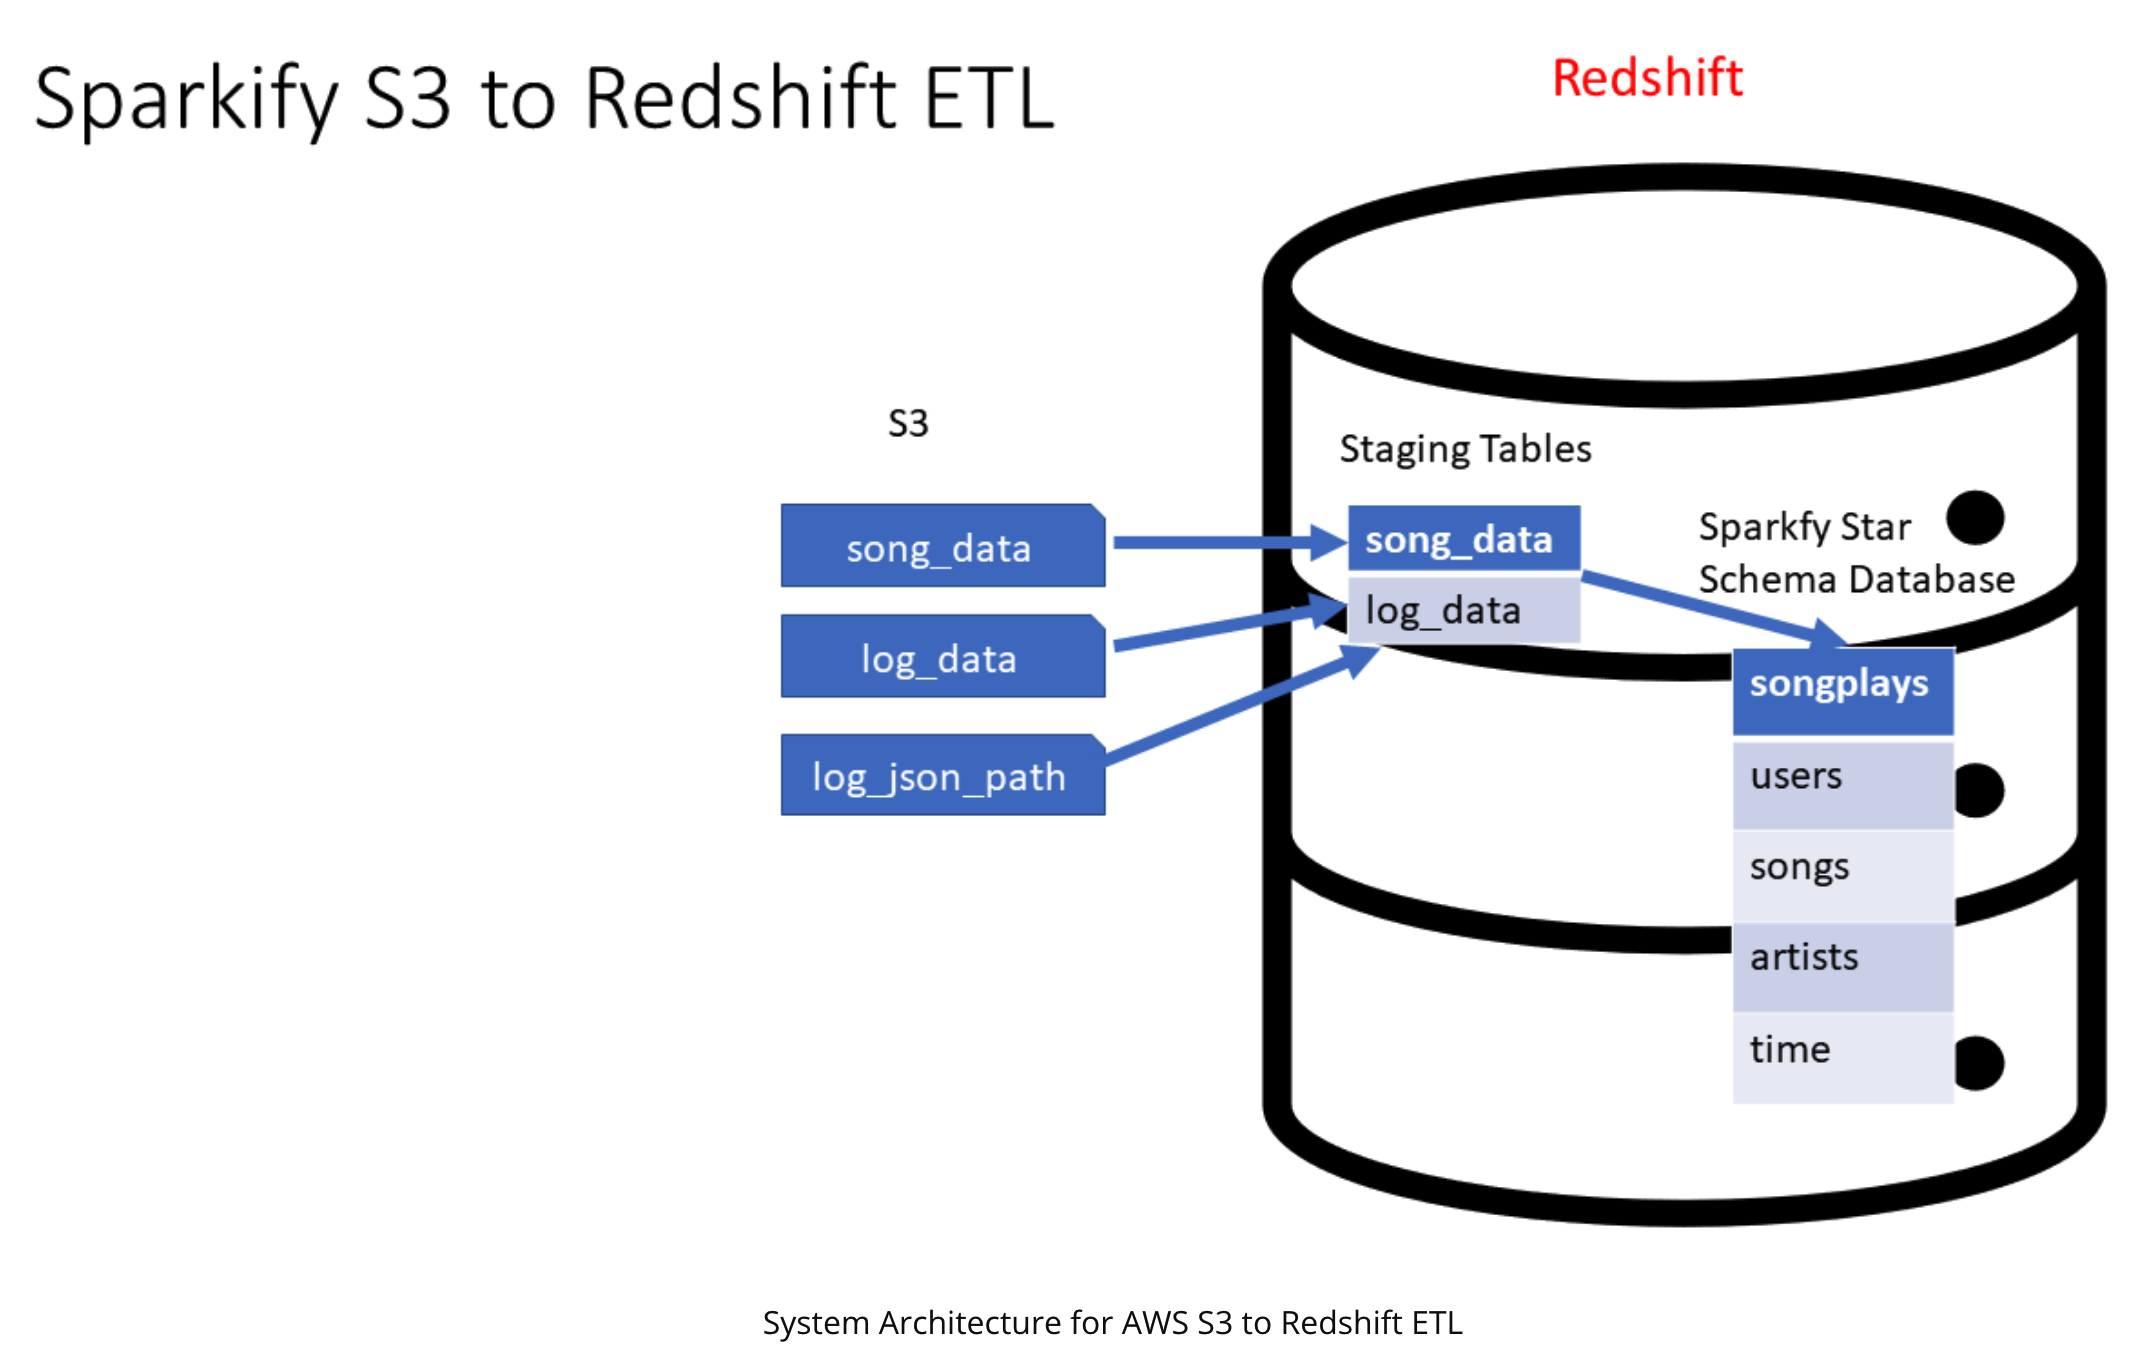 Sparkify S3 to Redshift ETL
Redshift
S3
song_data
log_data
log_json_path
Staging Tables
song_data
log_data
Sparkfy Star
Schema Database
songplays
users
songs
artists
time
System Architecture for AWS S3 to Redshift ETL